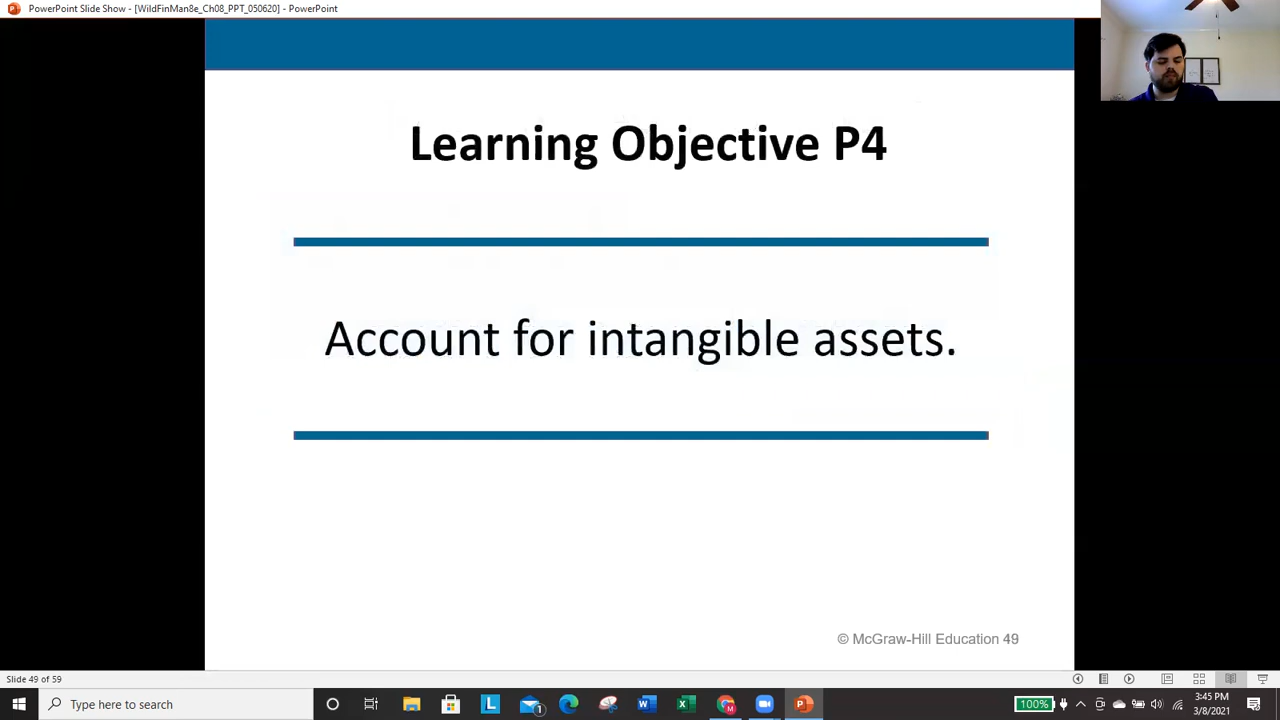 PowerPoint Slide Show - [WildFinMan8e_Ch08_PPT_050620] - PowerPoint
Learning Objective P4
Account for intangible assets.
© McGraw-Hill Education 49
Slide 49 of 59
Type here to search
100%
3:45 PM
3/8/2021